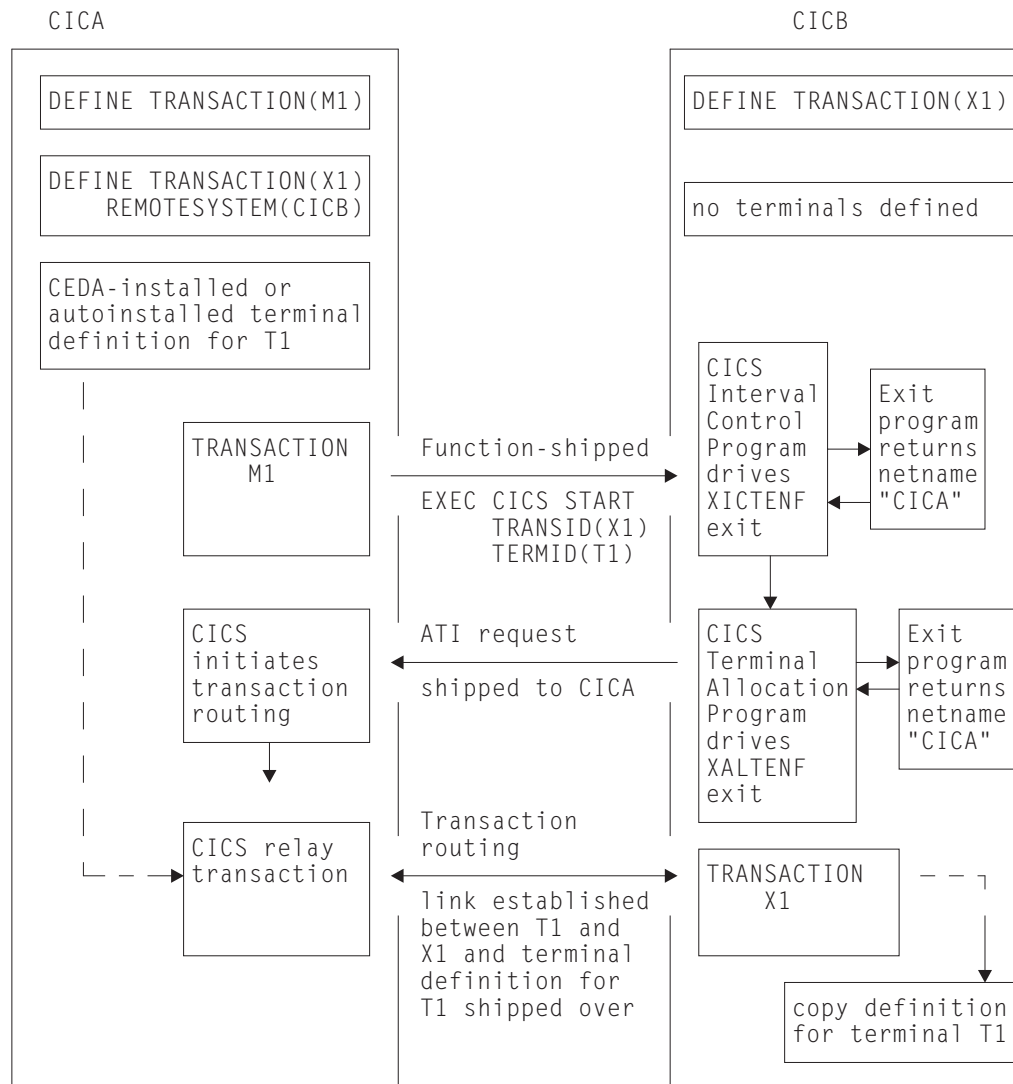 CICA
CICB
DEFINE TRANSACTION(M1)
DEFINE TRANSACTION(X1)
DEFINE TRANSACTION(X1)
REMOTESYSTEM(CICB)
no terminals defined
CEDA-installed or
autoinstalled terminal
definition for T1
TRANSACTION
M1
Function-shipped
EXEC CICS START
TRANSID(X1)
TERMID(T1)
CICS
Interval
Control
Program
drives
XICTENF
exit
Exit
program
returns
netname
"CICA"
CICS
initiates
transaction
routing
ATI request
shipped to CICA
CICS
Terminal
Allocation
Program
drives
XALTENF
exit
Exit
program
returns
netname
"CICA"
CICS relay
transaction
Transaction
routing
link established
between T1 and
X1 and terminal
definition for
T1 shipped over
TRANSACTION
X1
copy definition
for terminal T1